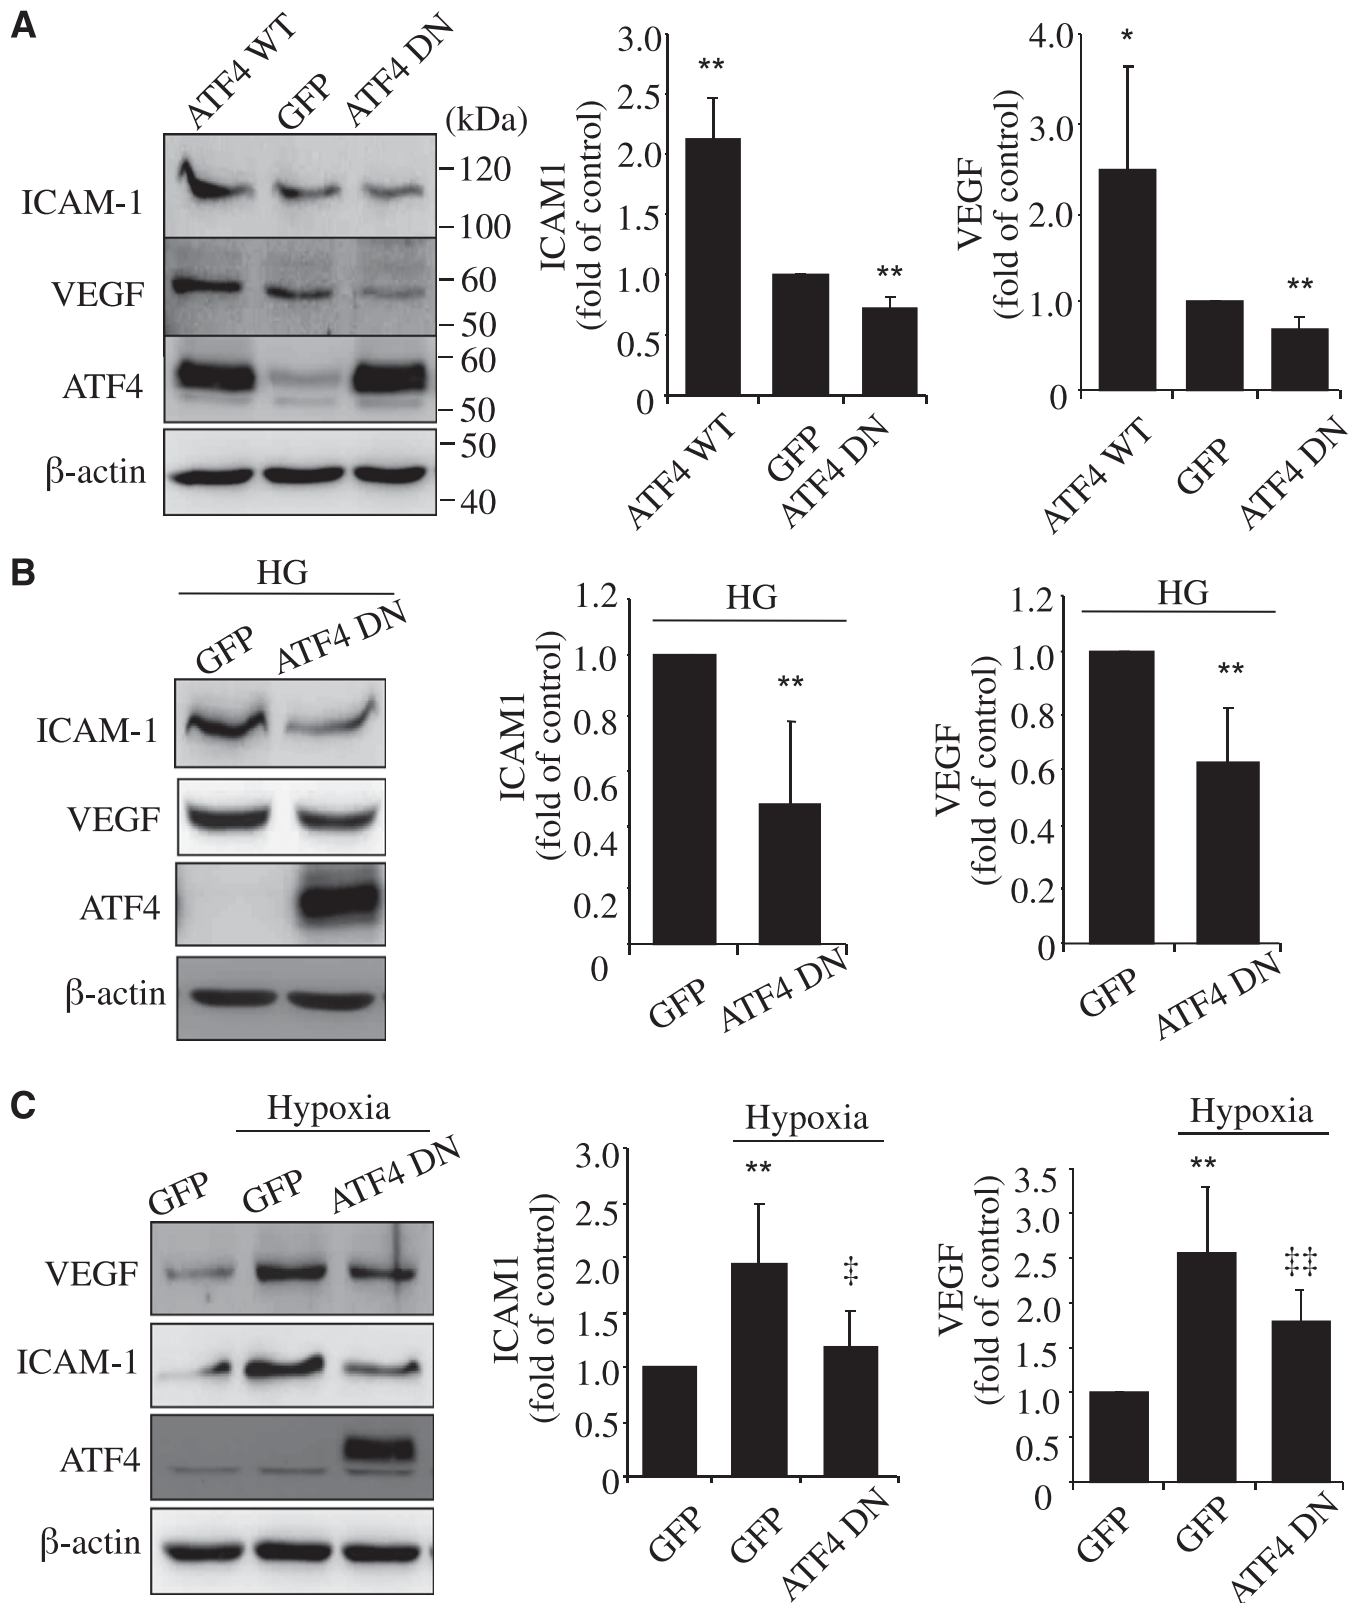 A
ATF4 WT
GFP
ATF4 DN
(kDa)
ICAM-1
VEGF
ATF4
β-actin
120
100
60
50
60
50
50
40
ICAM1
(fold of control)
3.0
2.5
2.0
1.5
1.0
0.5
0
**
**
ATF4 WT
GFP
ATF4 DN
VEGF
(fold of control)
4.0
3.0
2.0
1.0
0
*
**
ATF4 WT
GFP
ATF4 DN
B
HG
GFP
ATF4 DN
ICAM-1
VEGF
ATF4
β-actin
ICAM1
(fold of control)
1.2
1.0
0.8
0.6
0.4
0.2
0
HG
**
GFP
ATF4 DN
VEGF
(fold of control)
1.2
1.0
0.8
0.6
0.4
0.2
0
HG
**
GFP
ATF4 DN
C
Hypoxia
GFP
GFP
ATF4 DN
VEGF
ICAM-1
ATF4
β-actin
ICAM1
(fold of control)
3.0
2.5
2.0
1.5
1.0
0.5
0
Hypoxia
**
‡
GFP
GFP
ATF4 DN
VEGF
(fold of control)
3.5
3.0
2.5
2.0
1.5
1.0
0.5
0
Hypoxia
**
‡‡
GFP
GFP
ATF4 DN